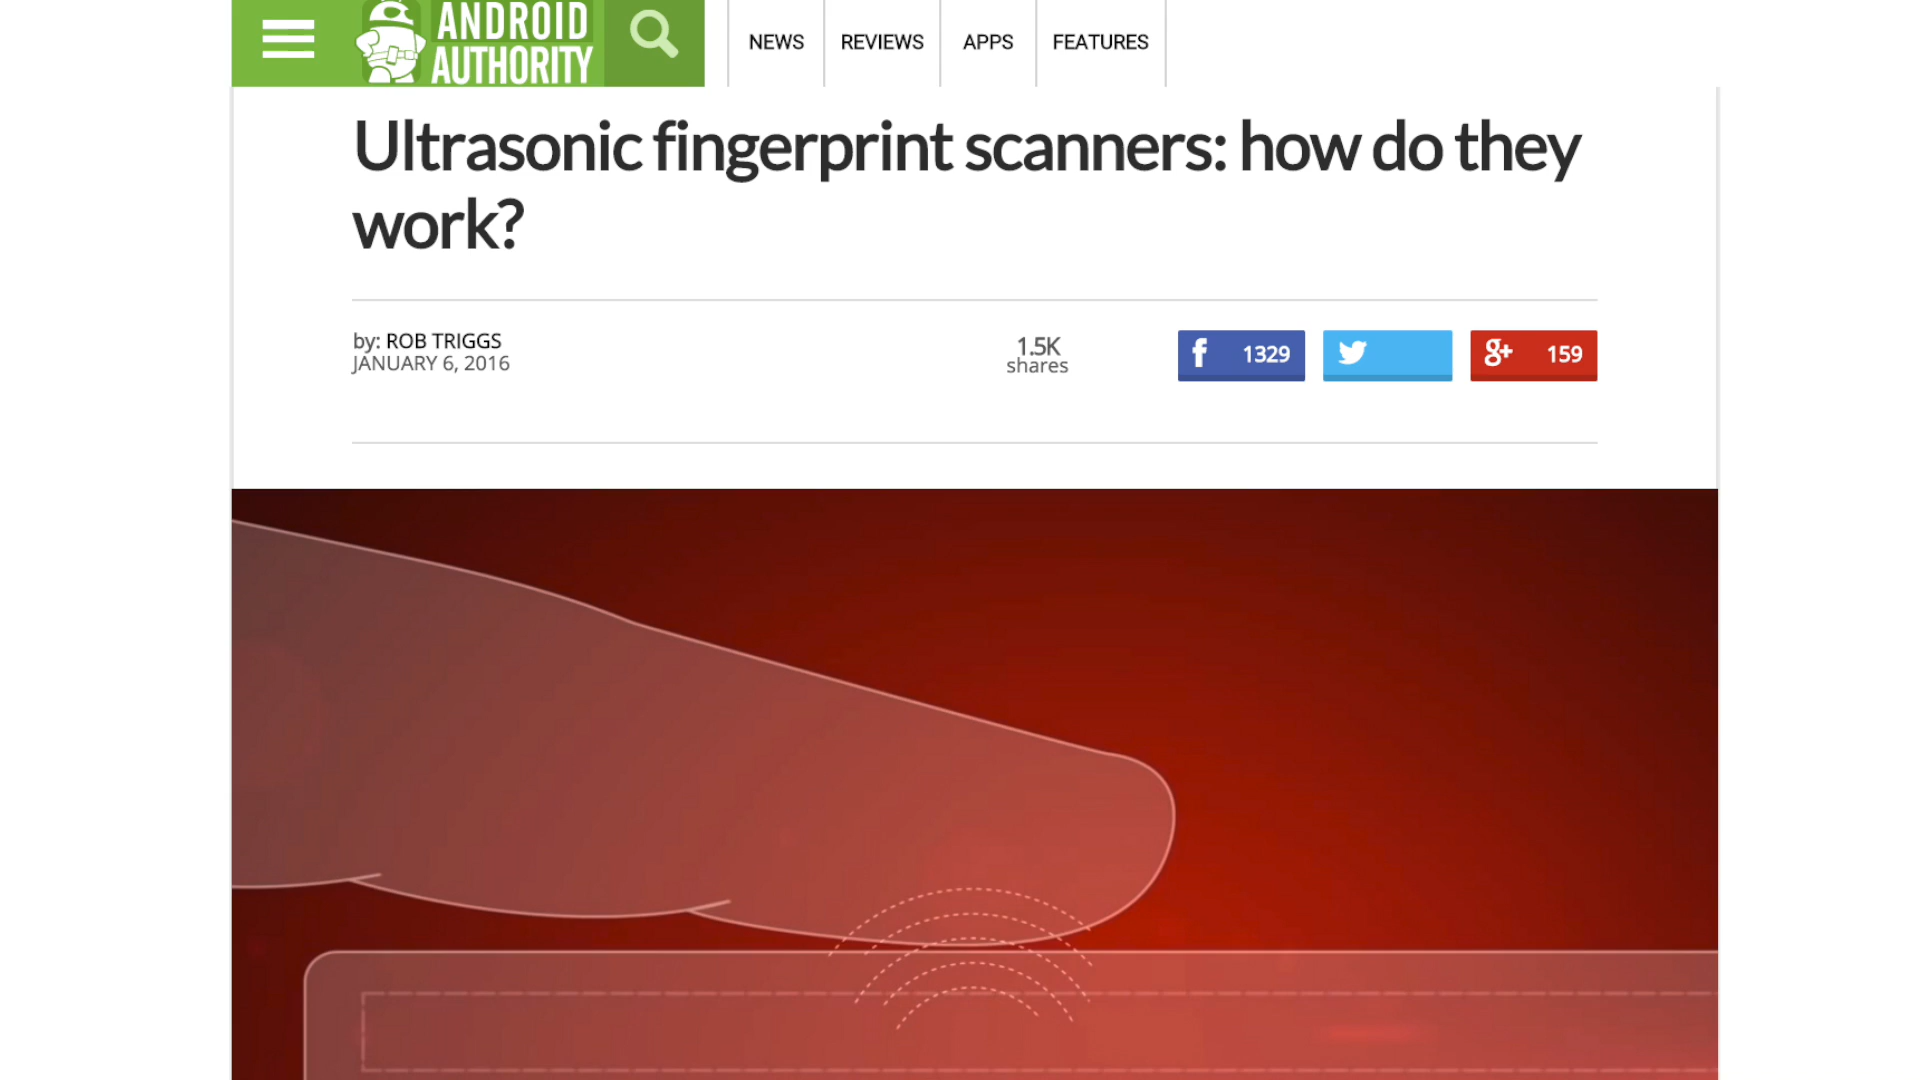 ANDROID
AUTHORITY
NEWS
REVIEWS
APPS
FEATURES
Ultrasonic fingerprint scanners: how do they
work?
by: ROB TRIGGS
JANUARY 6, 2016
1.5K
shares
f 1329
g+ 159